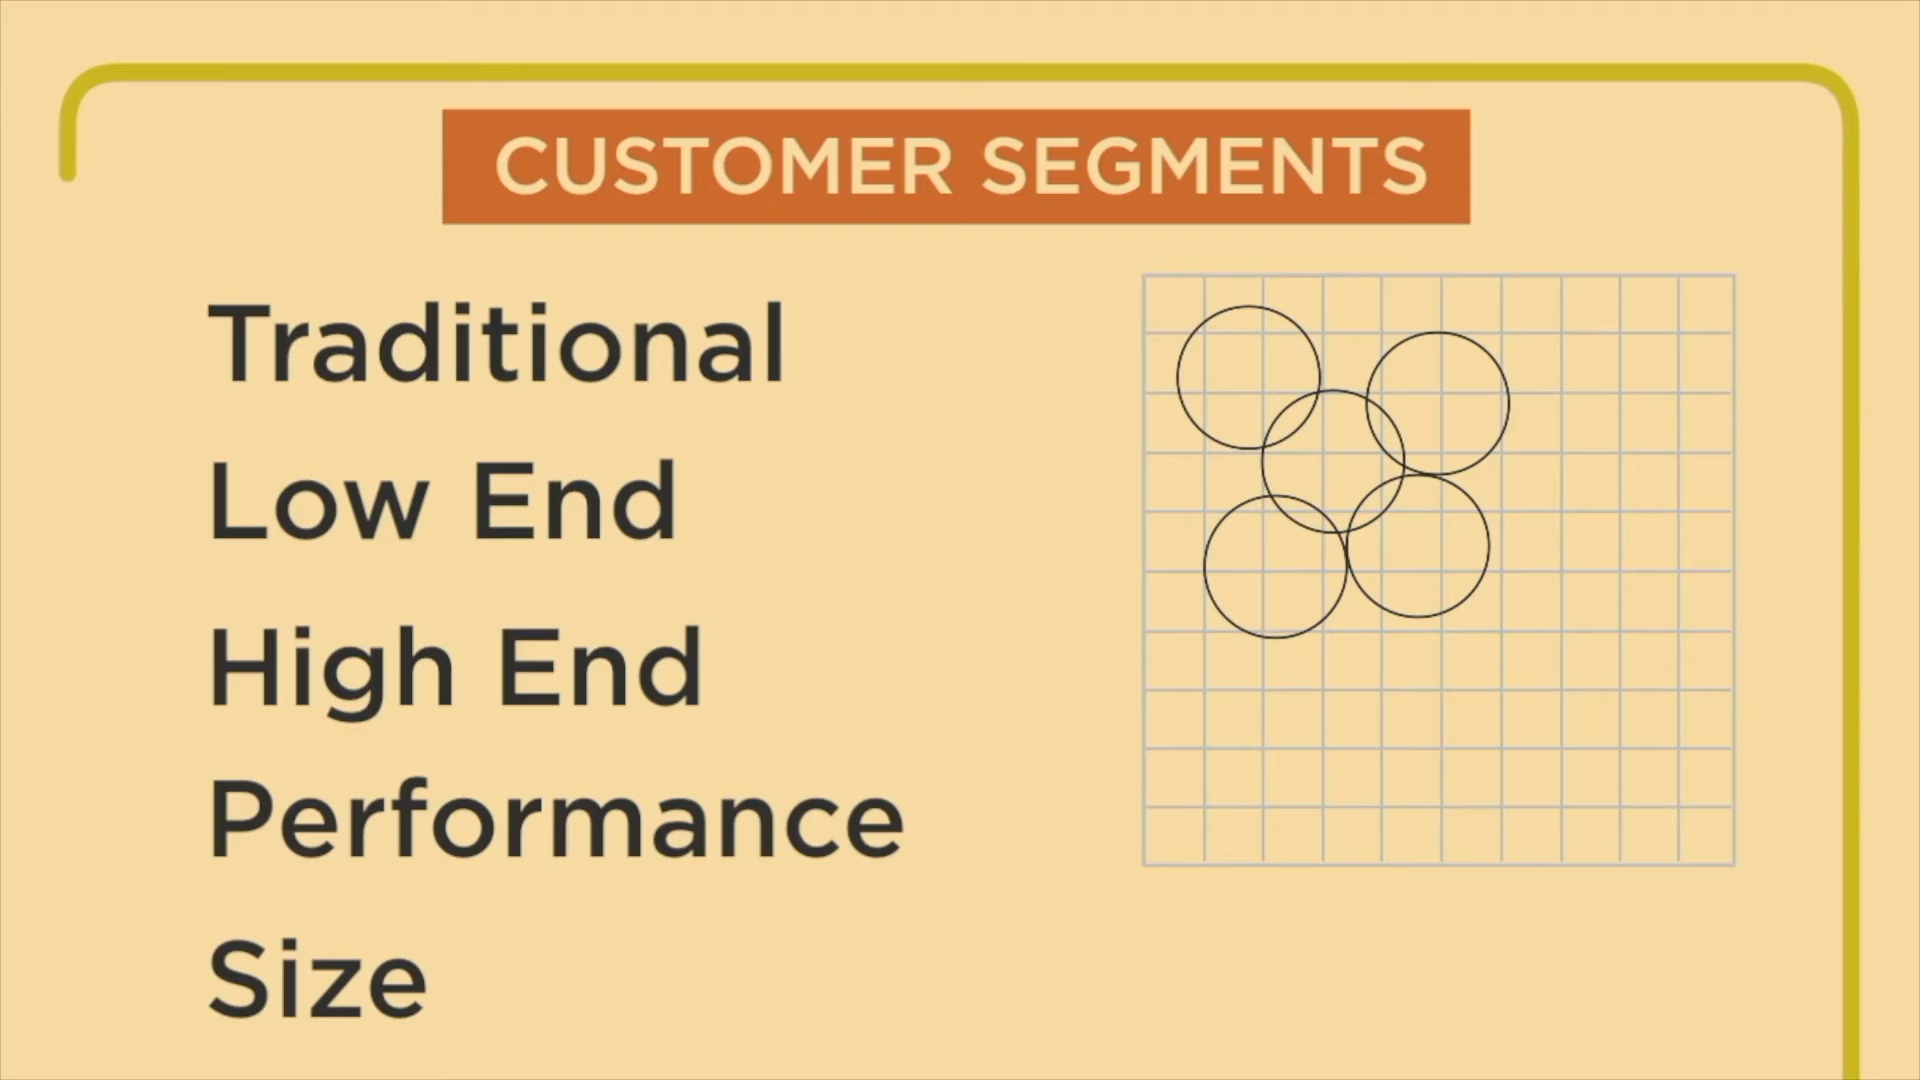 CUSTOMER SEGMENTS
Traditional
Low End
High End
Performance
Size